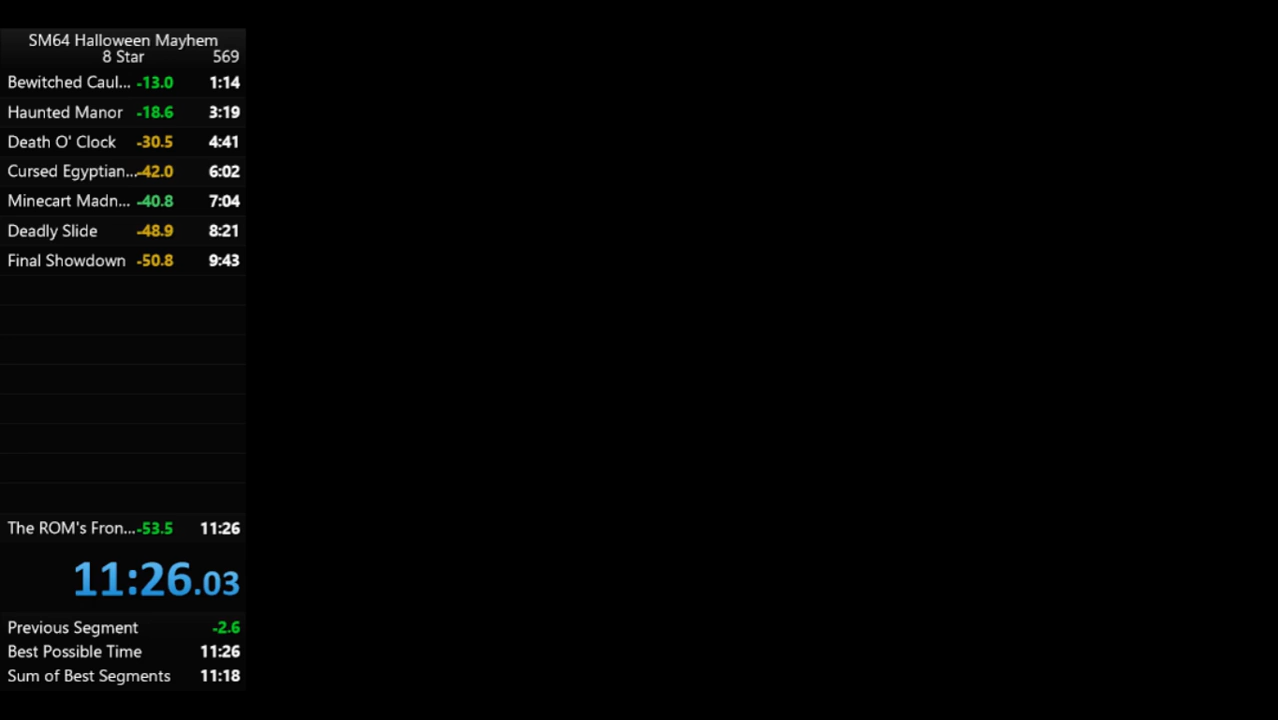 SM64 Halloween Mayhem
8 Star 569
Bewitched Caul... -13.0 1:14
Haunted Manor -18.6 3:19
Death O' Clock -30.5 4:41
Cursed Egyptian... -42.0 6:02
Minecart Madn... -40.8 7:04
Deadly Slide -48.9 8:21
Final Showdown -50.8 9:43
The ROM's Fron... -53.5 11:26
11:26.03
Previous Segment -2.6
Best Possible Time 11:26
Sum of Best Segments 11:18